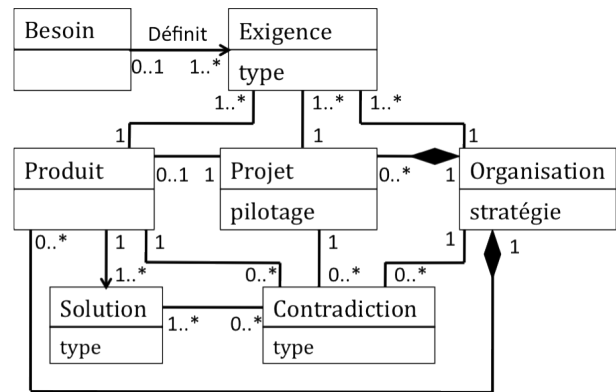 Besoin
Définit
Exigence
0..1
1..*
type
1..*
1..*
1..*
1
1
1
Produit
0..1
1
Projet
0..*
1
Organisation
pilotage
stratégie
0..*
1
1
1
1
1
1..*
0..*
0..*
0..*
Solution
1..*
0..*
Contradiction
type
type